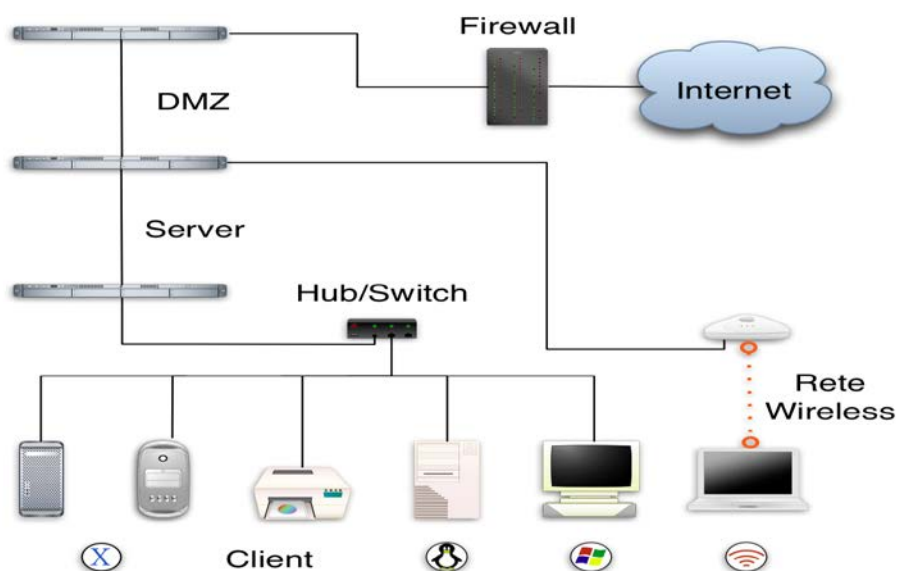 Firewall
Internet
DMZ
Server
Hub/Switch
Rete
Wireless
X
Client